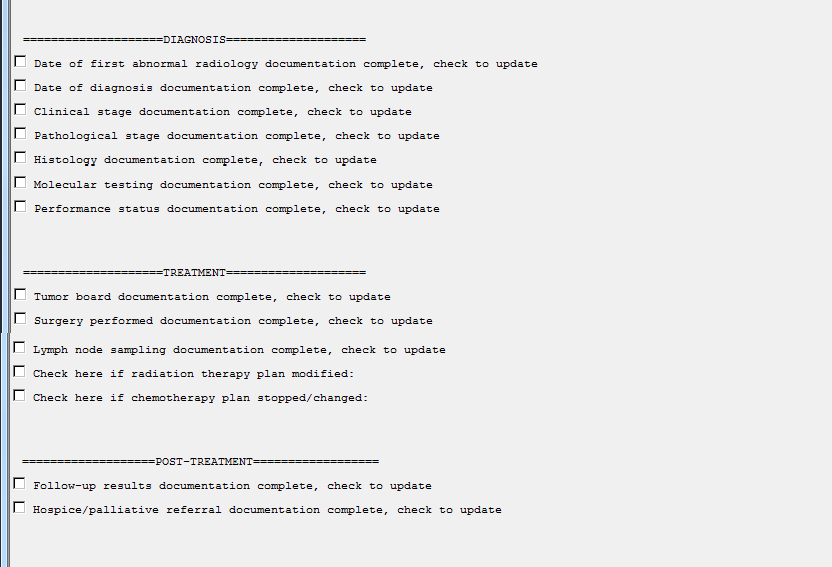 ====================DIAGNOSIS====================
Date of first abnormal radiology documentation complete, check to update
Date of diagnosis documentation complete, check to update
Clinical stage documentation complete, check to update
Pathological stage documentation complete, check to update
Histology documentation complete, check to update
Molecular testing documentation complete, check to update
Performance status documentation complete, check to update
====================TREATMENT====================
Tumor board documentation complete, check to update
Surgery performed documentation complete, check to update
Lymph node sampling documentation complete, check to update
Check here if radiation therapy plan modified:
Check here if chemotherapy plan stopped/changed:
===================POST-TREATMENT==================
Follow-up results documentation complete, check to update
Hospice/palliative referral documentation complete, check to update